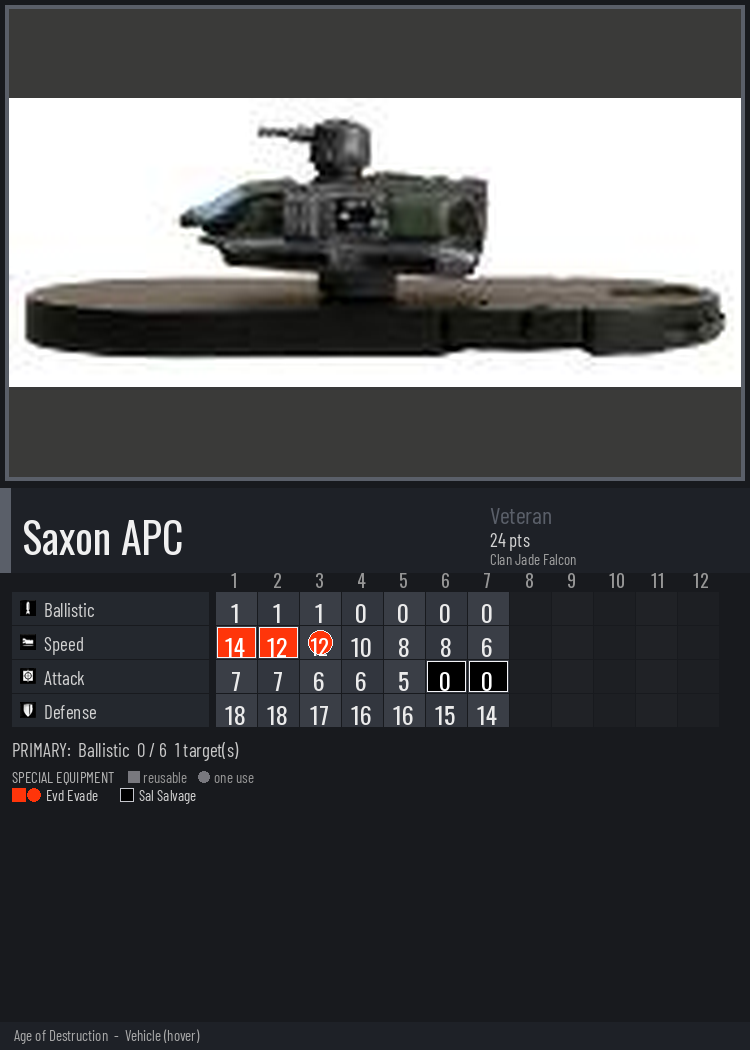 Saxon APC
Veteran
24 pts
Clan Jade Falcon
1 2 3 4 5 6 7 8 9 10 11 12
Ballistic 1 1 1 0 0 0 0
Speed 14 12 12 10 8 8 6
Attack 7 7 6 6 5 0 0
Defense 18 18 17 16 16 15 14
PRIMARY: Ballistic 0 / 6 1 target(s)
SPECIAL EQUIPMENT reusable one use
Evd Evade Sal Salvage
Age of Destruction - Vehicle (hover)